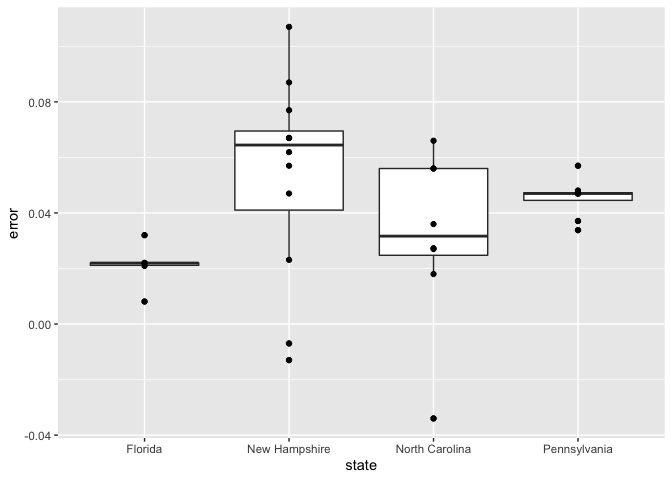 0.08
0.04
0.00
-0.04
error
Florida
New Hampshire
North Carolina
Pennsylvania
state